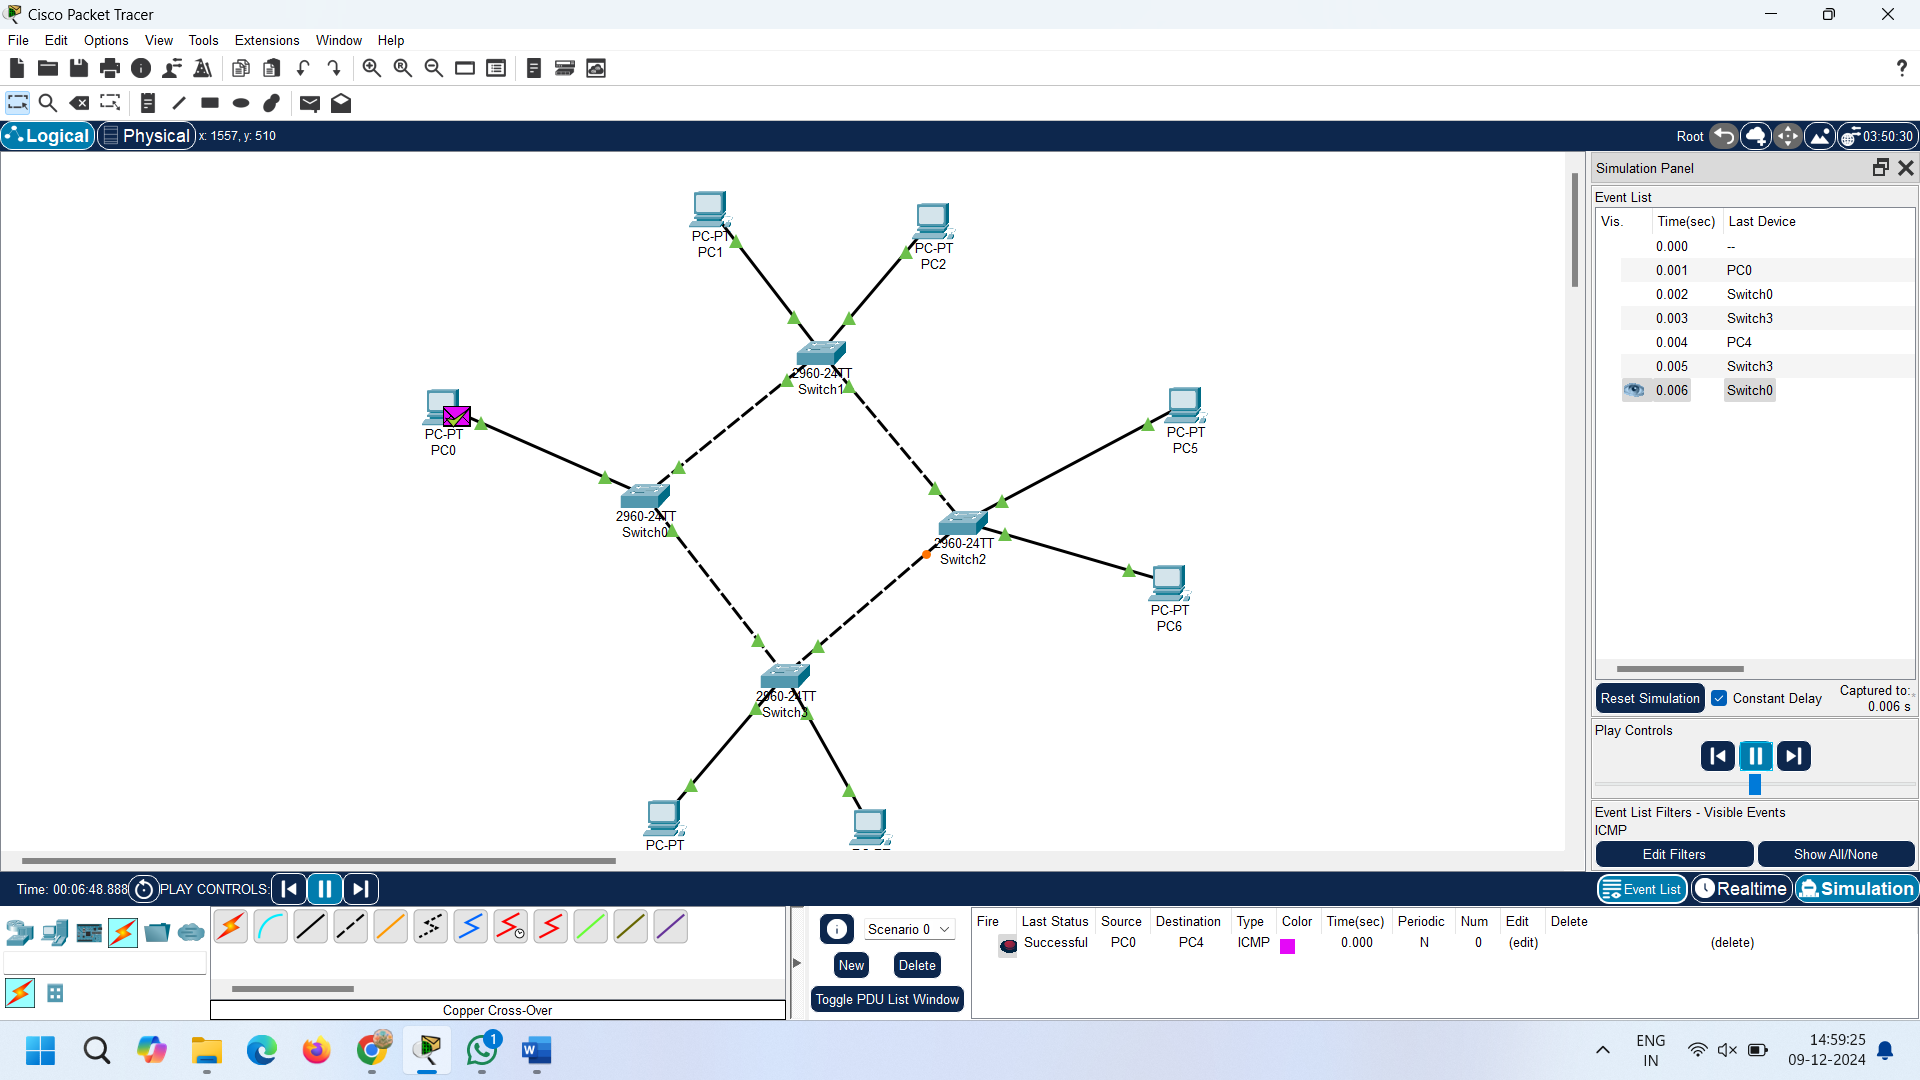 Cisco Packet Tracer
File Edit Options View Tools Extensions Window Help
?
Logical Physical x: 1557, y: 510 Root 03:50:30
Simulation Panel
Event List
Vis. Time(sec) Last Device
0.000 --
0.001 PC0
0.002 Switch0
0.003 Switch3
0.004 PC4
0.005 Switch3
0.006 Switch0
PC-PT
PC1
PC-PT
PC2
2960-24TT
Switch1
PC-PT
PC0
PC-PT
PC5
2960-24TT
Switch0
2960-24TT
Switch2
PC-PT
PC6
2960-24TT
Switch3
PC-PT
Reset Simulation Constant Delay Captured to:
0.006 s
Play Controls
Event List Filters - Visible Events
ICMP
Edit Filters Show All/None
Time: 00:06:48.888 PLAY CONTROLS: Event List Realtime Simulation
Scenario 0
New Delete
Toggle PDU List Window
Fire Last Status Source Destination Type Color Time(sec) Periodic Num Edit Delete
Successful PC0 PC4 ICMP 0.000 N 0 (edit) (delete)
Copper Cross-Over
1
ENG
IN
14:59:25
09-12-2024